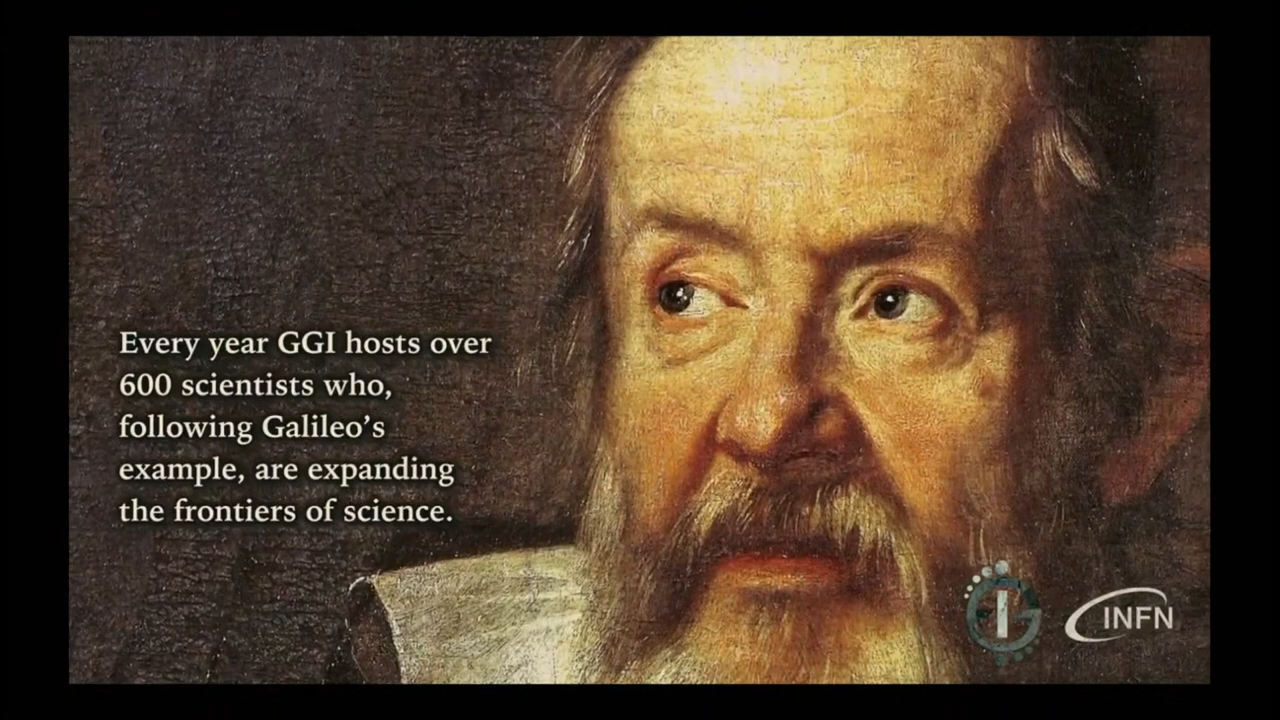 Every year GGI hosts over
600 scientists who,
following Galileo’s
example, are expanding
the frontiers of science.
INFN